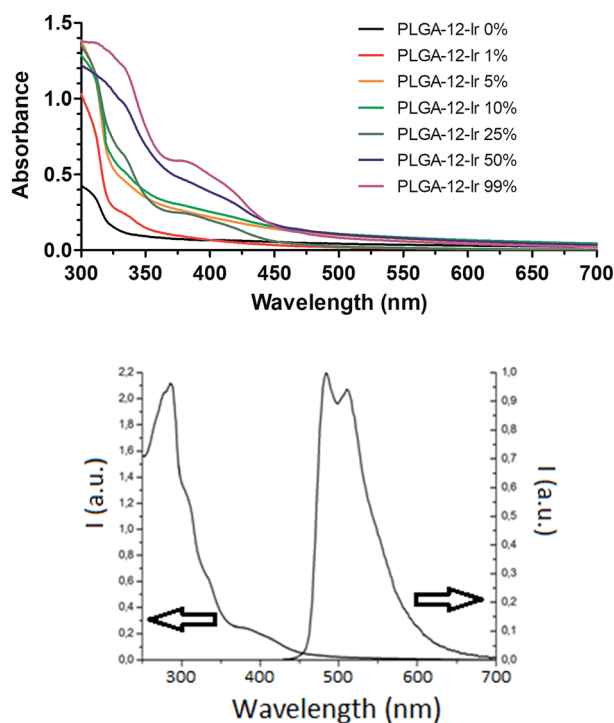 1.5
1.0
0.5
0.0
Absorbance
PLGA-12-Ir 0%
PLGA-12-Ir 1%
PLGA-12-Ir 5%
PLGA-12-Ir 10%
PLGA-12-Ir 25%
PLGA-12-Ir 50%
PLGA-12-Ir 99%
300 350 400 450 500 550 600 650 700
Wavelength (nm)
2,2
2,0
1,8
1,6
1,4
1,2
1,0
0,8
0,6
0,4
0,2
0,0
I (a.u.)
1,0
0,9
0,8
0,7
0,6
0,5
0,4
0,3
0,2
0,1
0,0
I (a.u.)
300 400 500 600 700
Wavelength (nm)